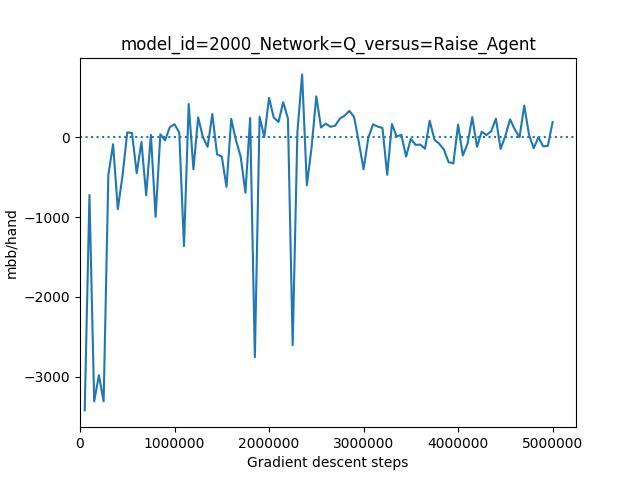 model_id=2000_Network=Q_versus=Raise_Agent
mbb/hand
0
−1000
−2000
−3000
0 1000000 2000000 3000000 4000000 5000000
Gradient descent steps